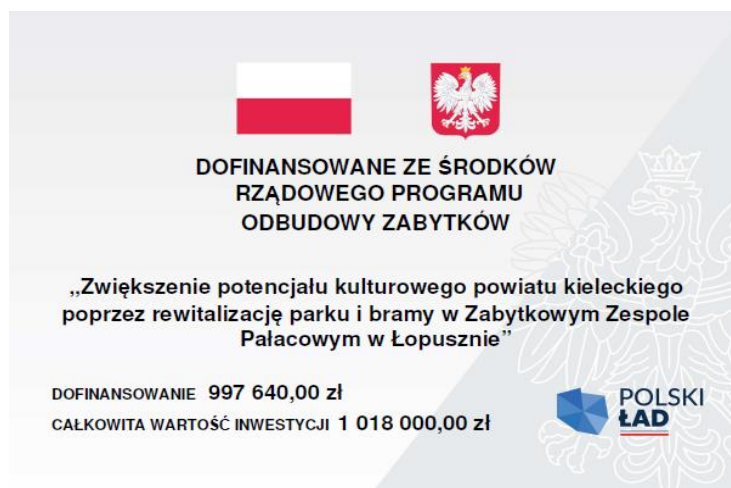 DOFINANSOWANE ZE ŚRODKÓW
RZĄDOWEGO PROGRAMU
ODBUDOWY ZABYTKÓW
„Zwiększenie potencjału kulturowego powiatu kieleckiego
poprzez rewitalizację parku i bramy w Zabytkowym Zespole
Pałacowym w Łopusznie”
DOFINANSOWANIE 997 640,00 zł
CAŁKOWITA WARTOŚĆ INWESTYCJI 1 018 000,00 zł
POLSKI
ŁAD